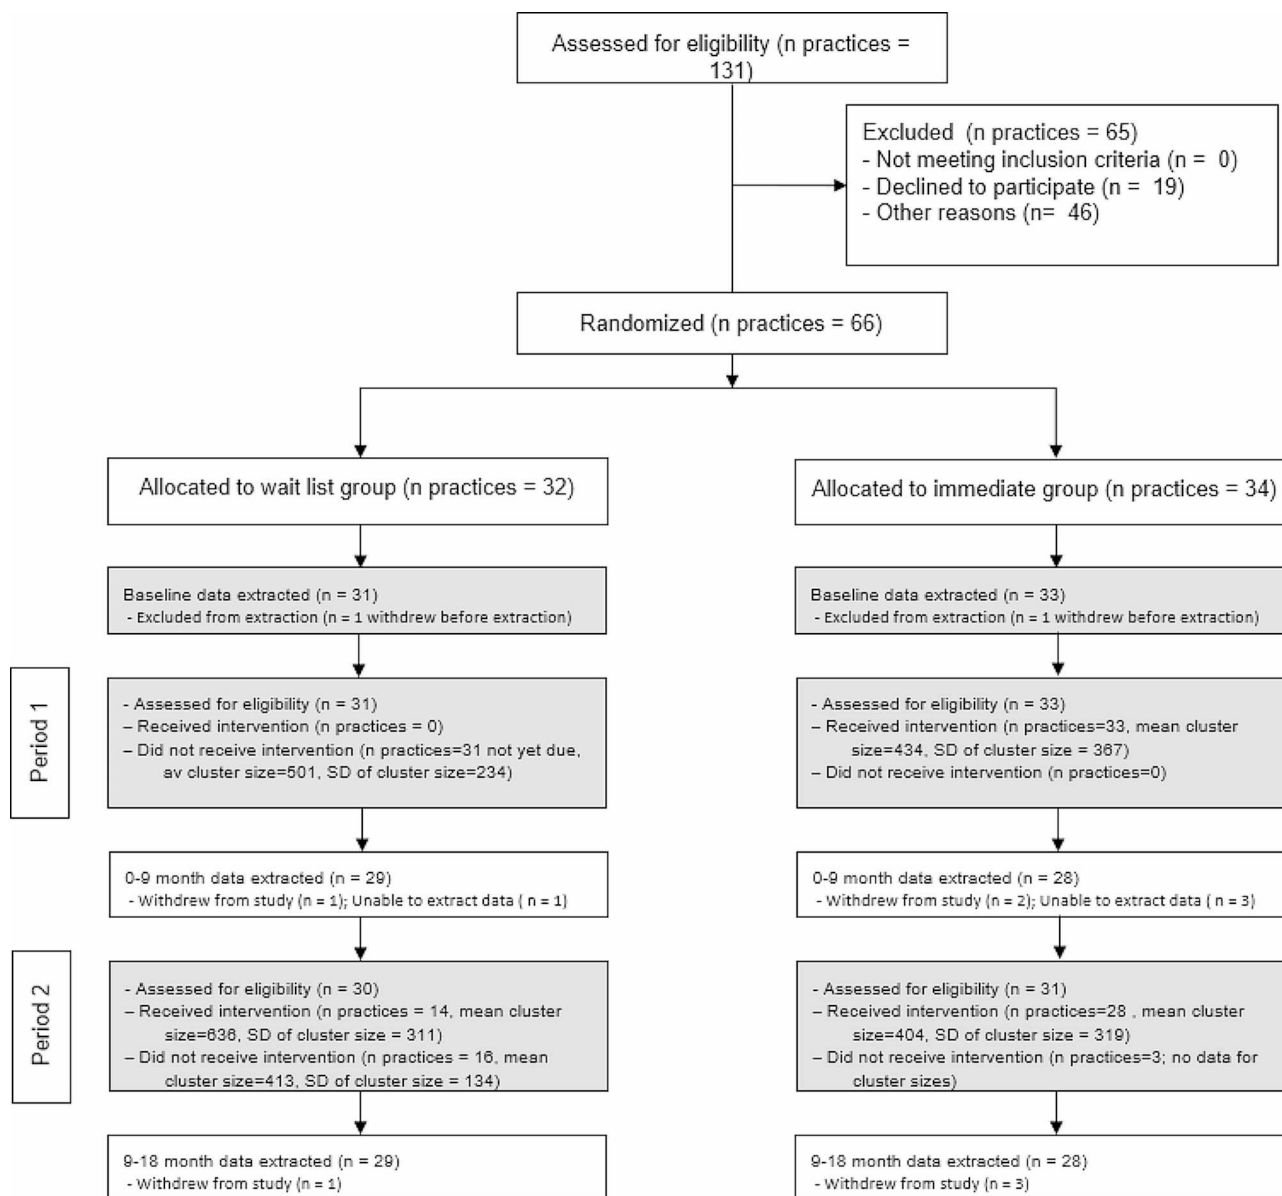 Assessed for eligibility (n practices =
131)
Excluded (n practices = 65)
- Not meeting inclusion criteria (n = 0)
- Declined to participate (n = 19)
- Other reasons (n= 46)
Randomized (n practices = 66)
Allocated to wait list group (n practices = 32)
Allocated to immediate group (n practices = 34)
Baseline data extracted (n = 31)
- Excluded from extraction (n = 1 withdrew before extraction)
Baseline data extracted (n = 33)
- Excluded from extraction (n = 1 withdrew before extraction)
Period 1
- Assessed for eligibility (n = 31)
– Received intervention (n practices = 0)
– Did not receive intervention (n practices=31 not yet due,
av cluster size=501, SD of cluster size=234)
- Assessed for eligibility (n = 33)
– Received intervention (n practices=33, mean cluster
size=434, SD of cluster size = 367)
– Did not receive intervention (n practices=0)
0-9 month data extracted (n = 29)
- Withdrew from study (n = 1); Unable to extract data ( n = 1)
0-9 month data extracted (n = 28)
- Withdrew from study (n = 2); Unable to extract data ( n = 3)
Period 2
- Assessed for eligibility (n = 30)
– Received intervention (n practices = 14, mean cluster
size=636, SD of cluster size = 311)
– Did not receive intervention (n practices = 16, mean
cluster size=413, SD of cluster size = 134)
- Assessed for eligibility (n = 31)
– Received intervention (n practices=28 , mean cluster
size=404, SD of cluster size = 319)
– Did not receive intervention (n practices=3; no data for
cluster sizes)
9-18 month data extracted (n = 29)
- Withdrew from study (n = 1)
9-18 month data extracted (n = 28)
- Withdrew from study (n = 3)